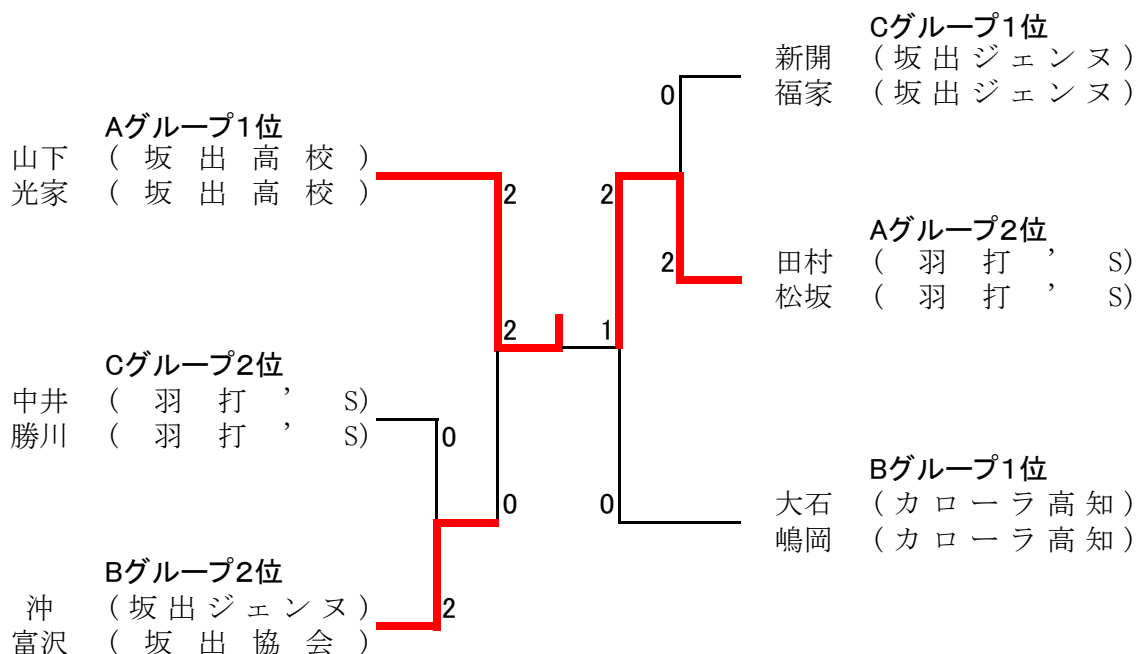 Aグループ1位
山下 (坂出高校)
光家 (坂出高校)
Cグループ2位
中井 (羽打’S)
勝川 (羽打’S)
Bグループ2位
沖 (坂出ジェンヌ)
富沢 (坂出協会)
2
2
0
0
2
0
2
2
1
0
Cグループ1位
新開 (坂出ジェンヌ)
福家 (坂出ジェンヌ)
Aグループ2位
田村 (羽打’S)
松坂 (羽打’S)
Bグループ1位
大石 (カローラ高知)
嶋岡 (カローラ高知)